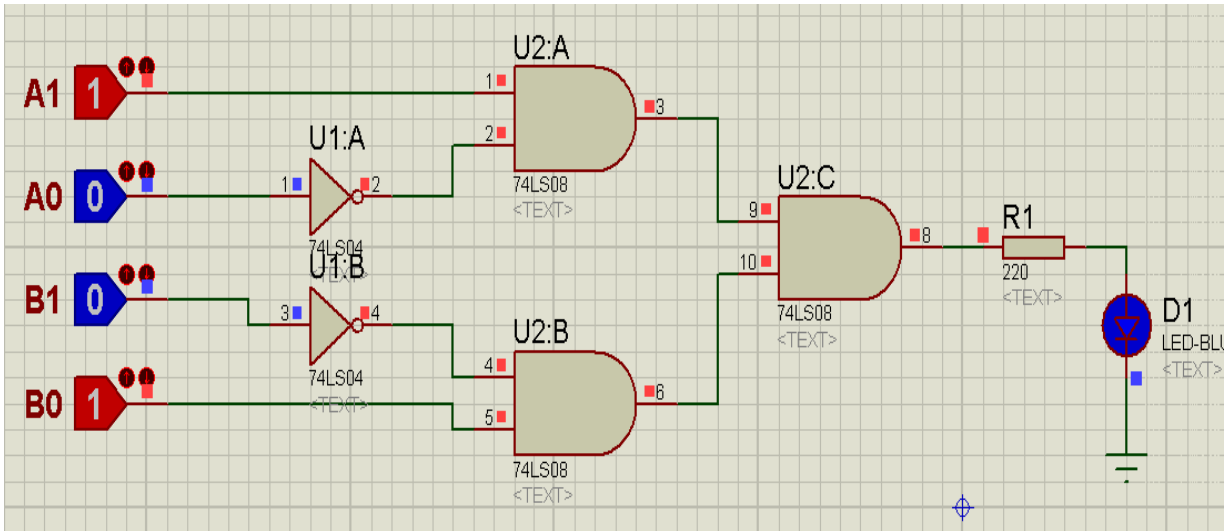 U2:A
A1 1
1
3
2
U1:A
A0 0
1 2
74LS08
<TEXT>
U2:C
9
8
R1
74LS04
<TEXT>
U1:B
10
220
<TEXT>
B1 0
3 4
74LS08
<TEXT>
D1
LED-BLU
<TEXT>
U2:B
4
6
74LS04
<TEXT>
B0 1
5
74LS08
<TEXT>